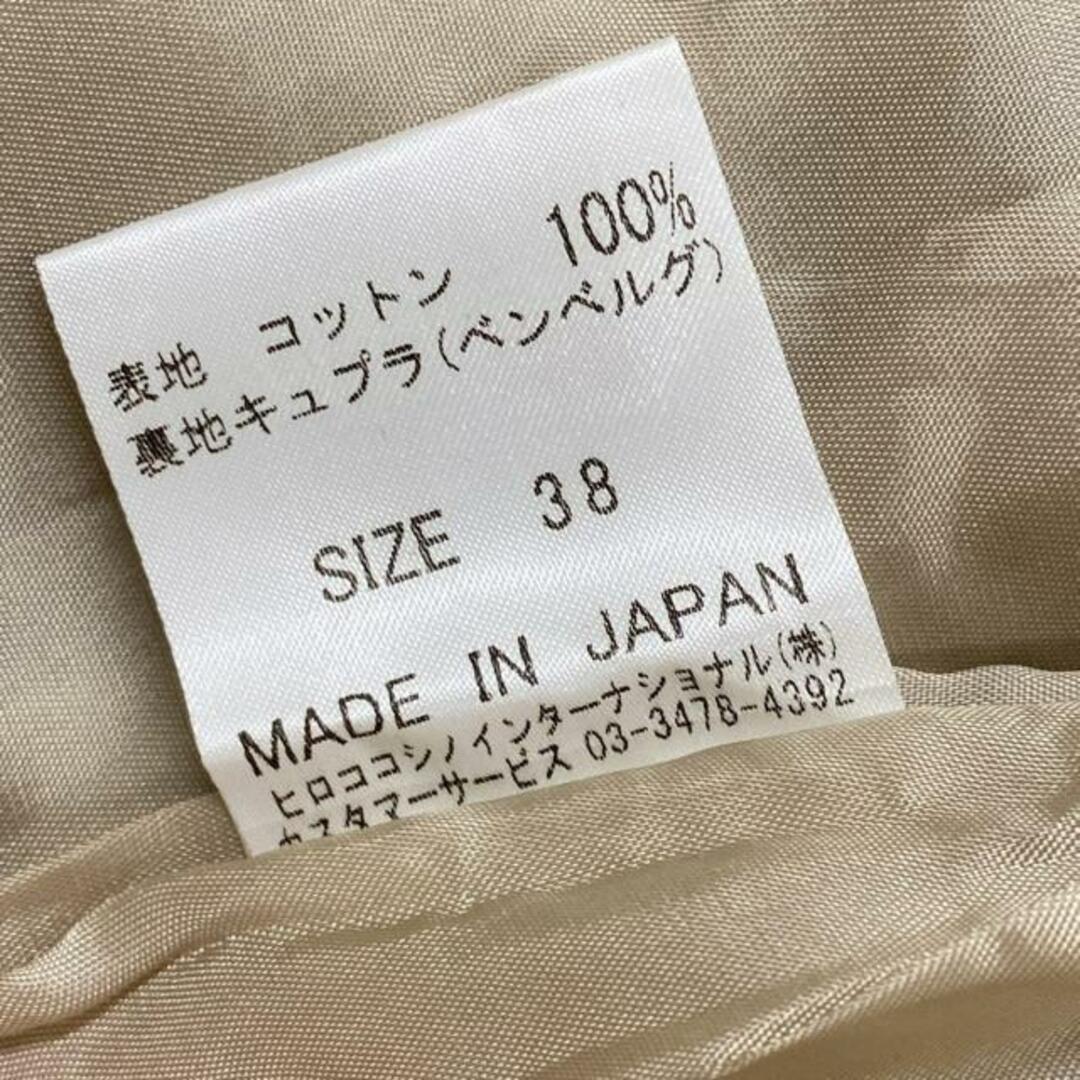 表地 コットン 100%
裏地キュプラ(ベンベルグ)
SIZE 38
MADE IN JAPAN
ヒロココシノインターナショナル(株)
カスタマーサービス 03-3478-4392